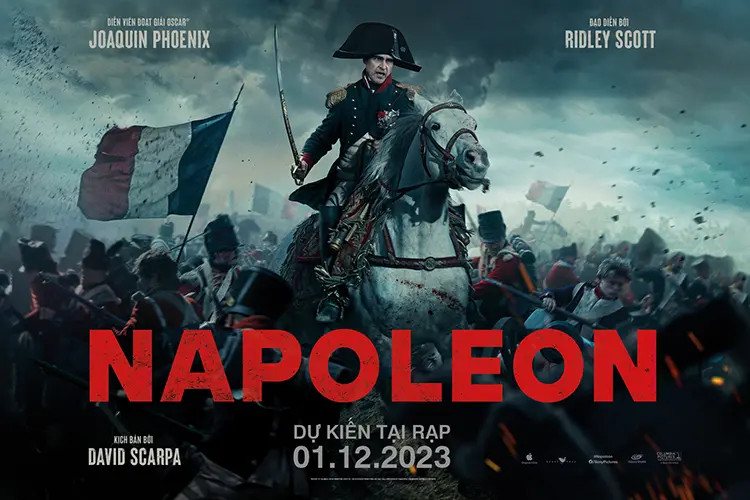 DIỄN VIÊN ĐOẠT GIẢI OSCAR®
JOAQUIN PHOENIX
ĐẠO DIỄN BỞI
RIDLEY SCOTT
NAPOLEON
KỊCH BẢN BỞI
DAVID SCARPA
DỰ KIẾN TẠI RẠP
01.12.2023